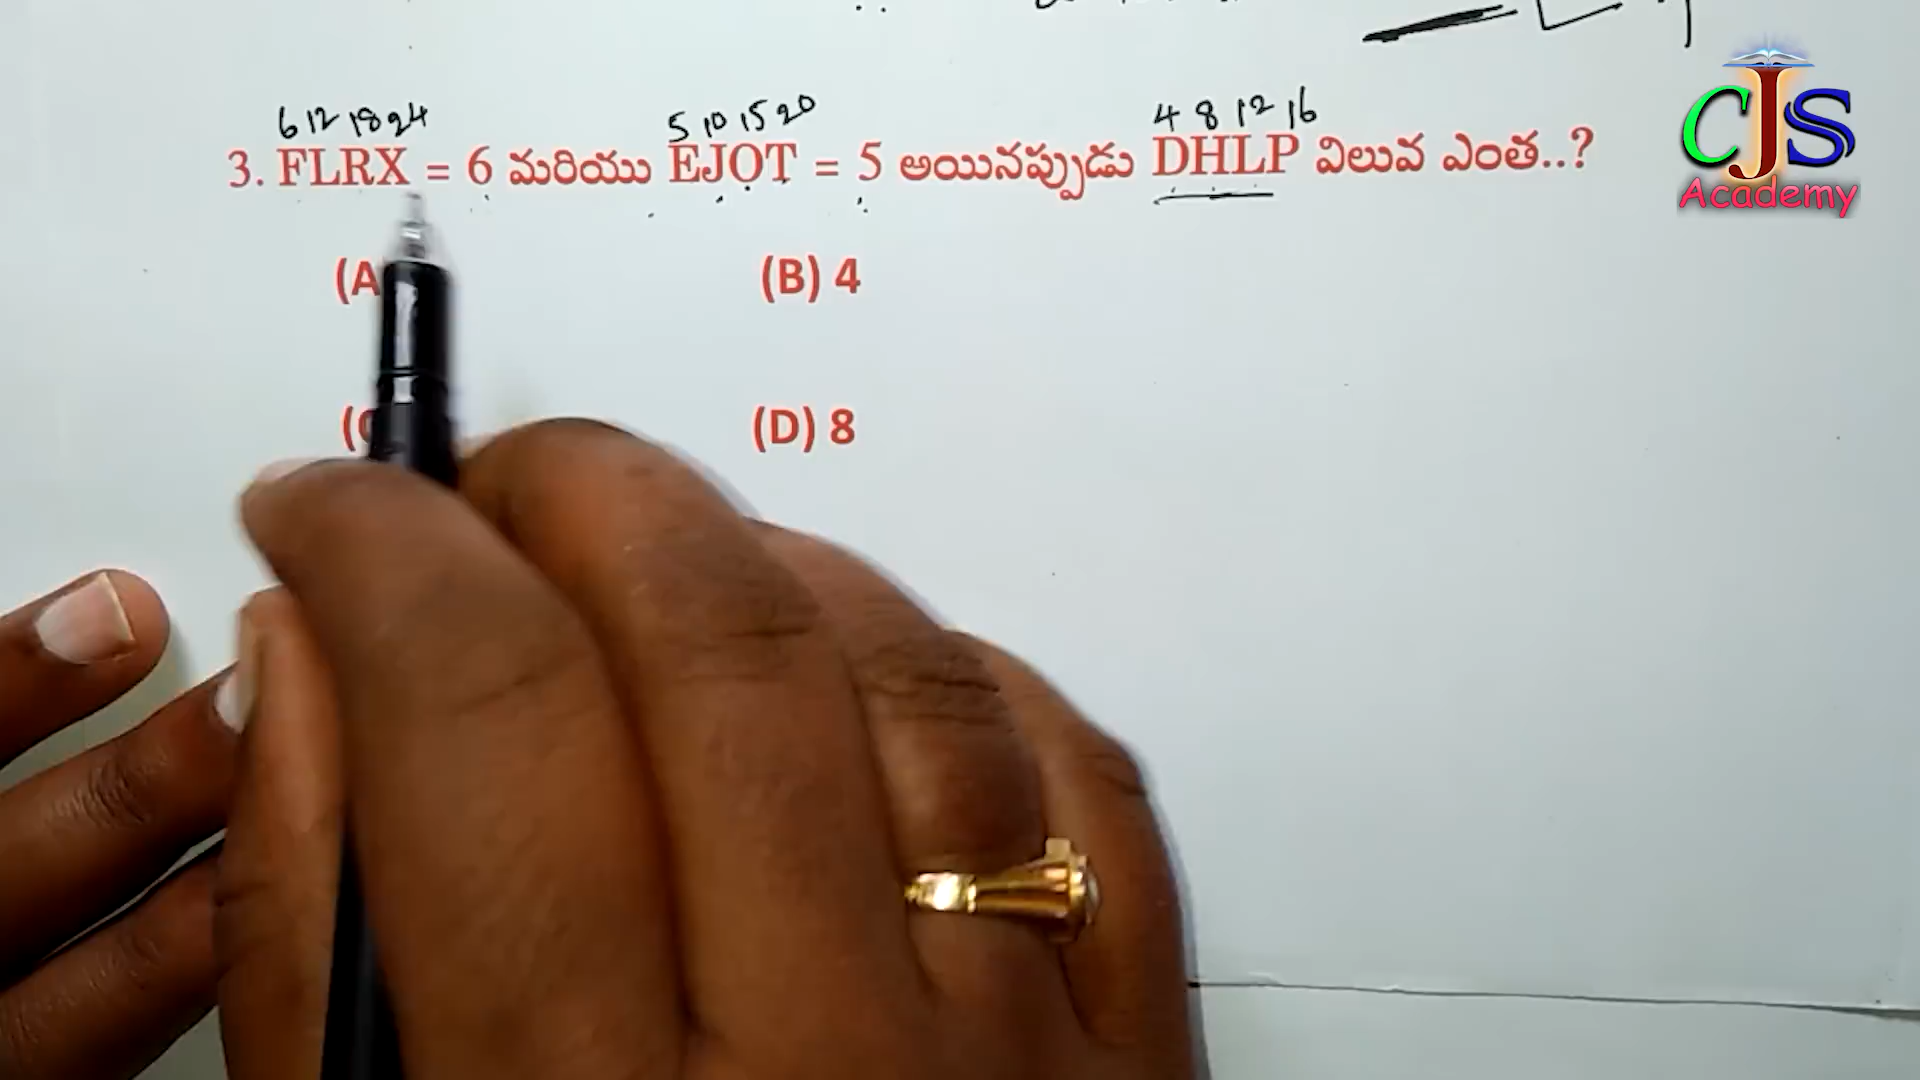 6 12 18 24 5 10 15 20 4 8 12 16
3. FLRX = 6 మరియు EJOT = 5 అయినప్పుడు DHLP విలువ ఎంత..?
(A
(B) 4
(D) 8
CJS
Academy